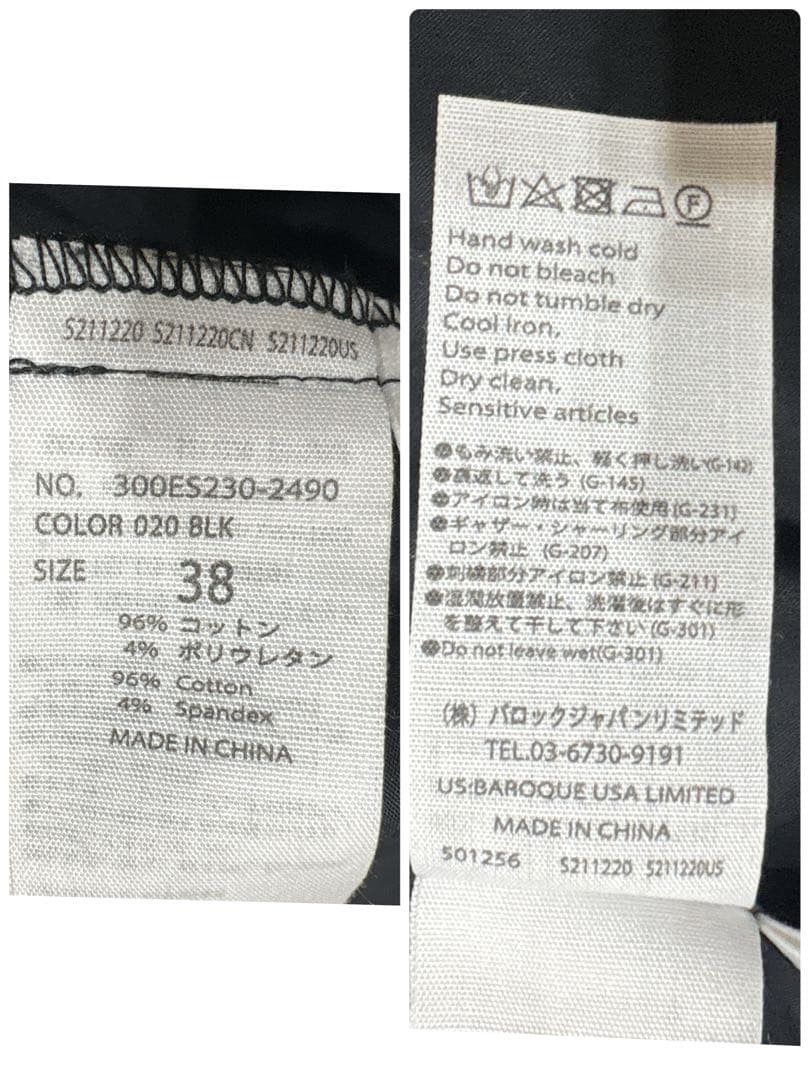 S211220 S211220CN S211220US
NO. 300ES230-2490
COLOR 020 BLK
SIZE 38
96% コットン
4% ポリウレタン
96% Cotton
4% Spandex
MADE IN CHINA
F
Hand wash cold
Do not bleach
Do not tumble dry
Cool iron,
Use press cloth
Dry clean,
Sensitive articles
●もみ洗い禁止、軽く押し洗い(G-142)
●裏返して洗う (G-145)
●アイロン時は当て布使用(G-231)
●ギャザー・シャーリング部分アイ
ロン禁止 (G-207)
●刺繍部分アイロン禁止(G-211)
●湿潤放置禁止、洗濯後はすぐに形
を整えて干して下さい(G-301)
●Do not leave wet(G-301)
(株) バロックジャパンリミテッド
TEL.03-6730-9191
US:BAROQUE USA LIMITED
MADE IN CHINA
501256 S211220 S211220US